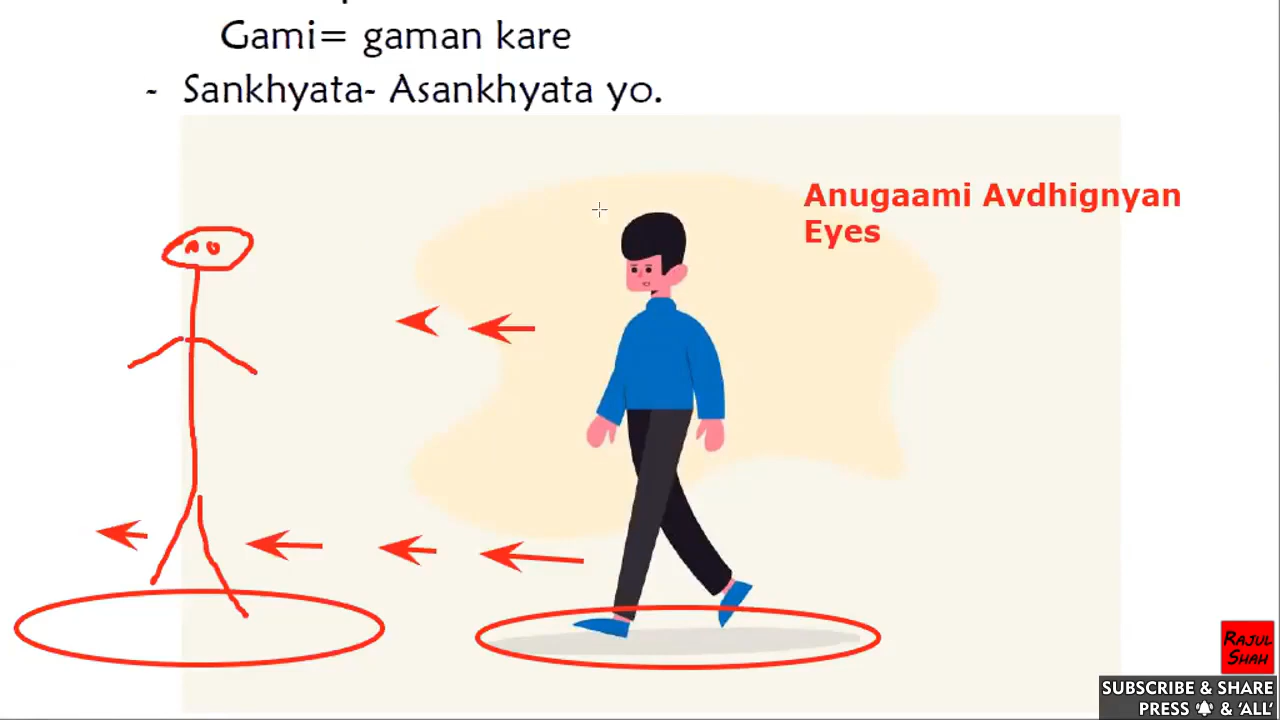 Gami= gaman kare
- Sankhyata- Asankhyata yo.
Anugaami Avdhignyan
Eyes
RAJUL
SHAH
SUBSCRIBE & SHARE
PRESS & 'ALL'